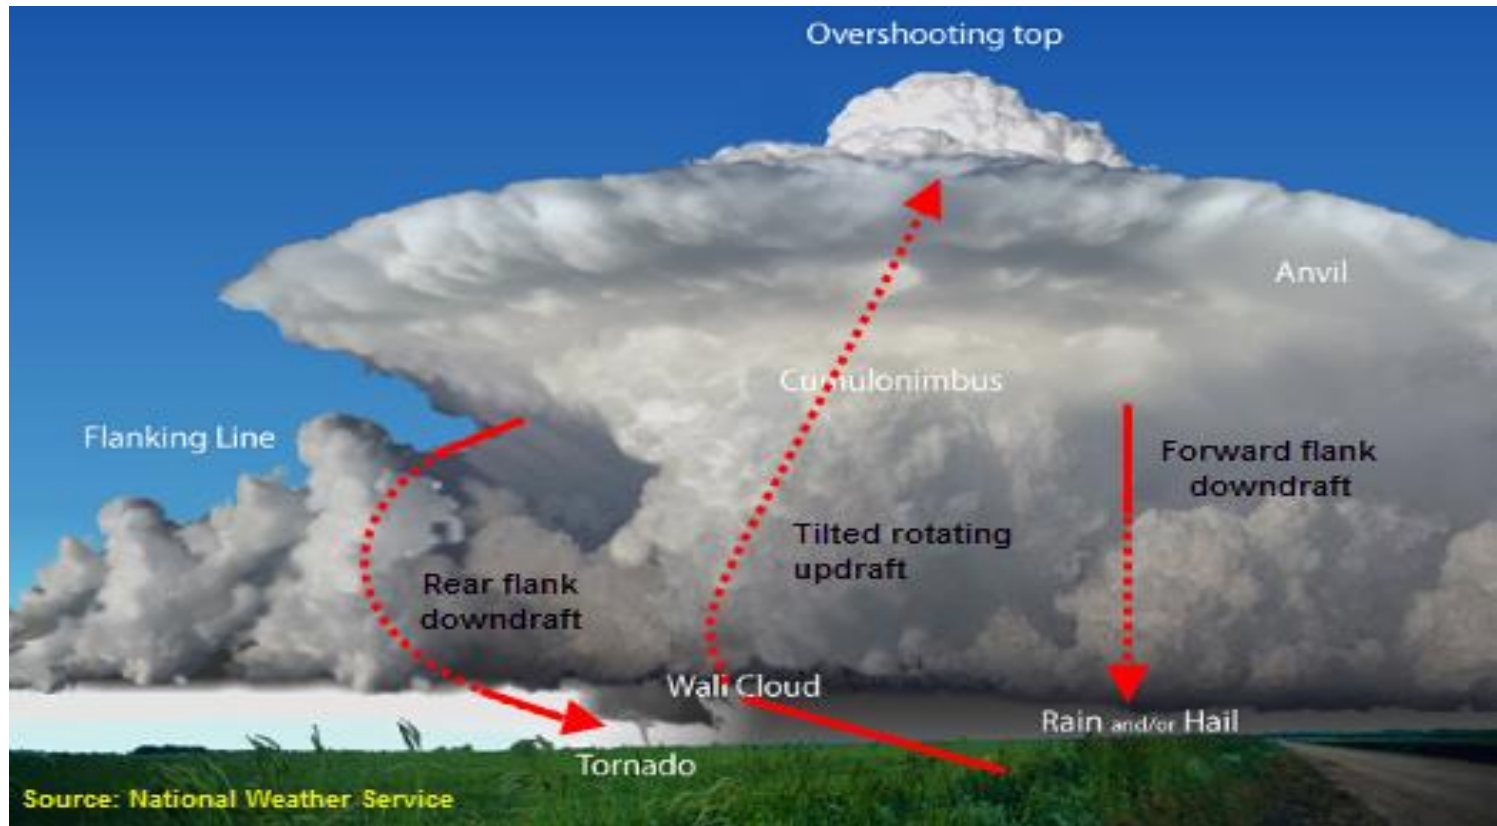 Overshooting top
Anvil
Cumulonimbus
Flanking Line
Forward flank
downdraft
Tilted rotating
updraft
Rear flank
downdraft
Wall Cloud
Rain and/or Hail
Tornado
Source: National Weather Service